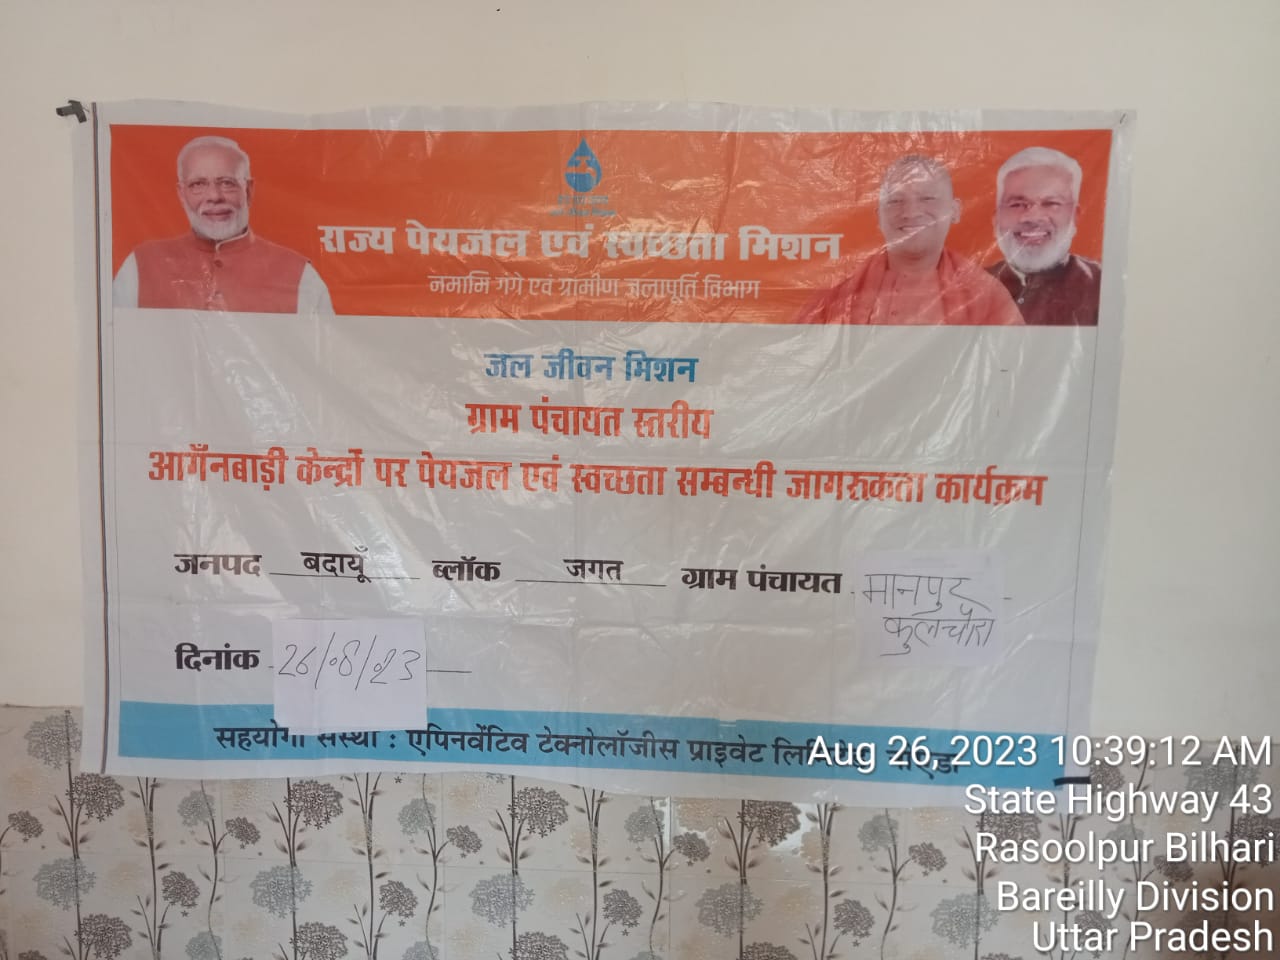 राज्य पेयजल एवं स्वच्छता मिशन
नमामि गंगे एवं ग्रामीण जलापूर्ति विभाग
जल जीवन मिशन
ग्राम पंचायत स्तरीय
आगँनबाड़ी केन्द्रों पर पेयजल एवं स्वच्छता सम्बन्धी जागरुकता कार्यक्रम
जनपद बदायूँ ब्लॉक जगत ग्राम पंचायत मानपुर
कुलचौरा
दिनांक 26/08/23
सहयोगी संस्था : एपिनवेंटिव टेक्नोलॉजीस प्राइवेट
Aug 26, 2023 10:39:12 AM
State Highway 43
Rasoolpur Bilhari
Bareilly Division
Uttar Pradesh